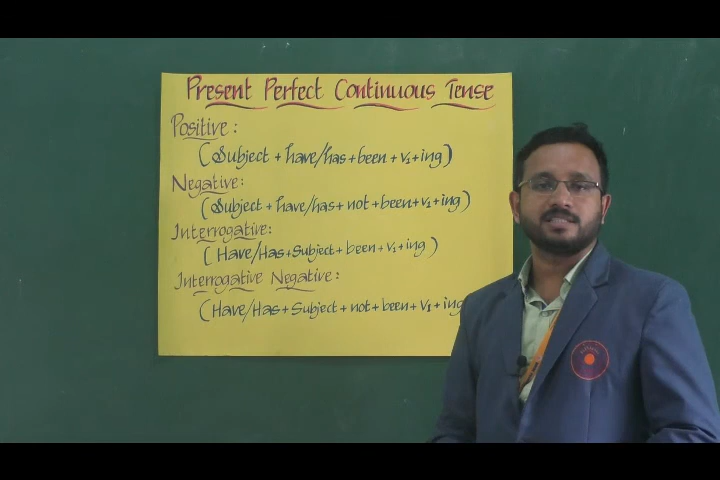 Present Perfect Continuous Tense
Positive:
(Subject + have/has + been + V1 + ing)
Negative:
(Subject + have/has + not + been + V1 + ing)
Interrogative:
(Have/Has + Subject + been + V1 + ing)
Interrogative Negative:
(Have/Has + Subject + not + been + V1 + ing